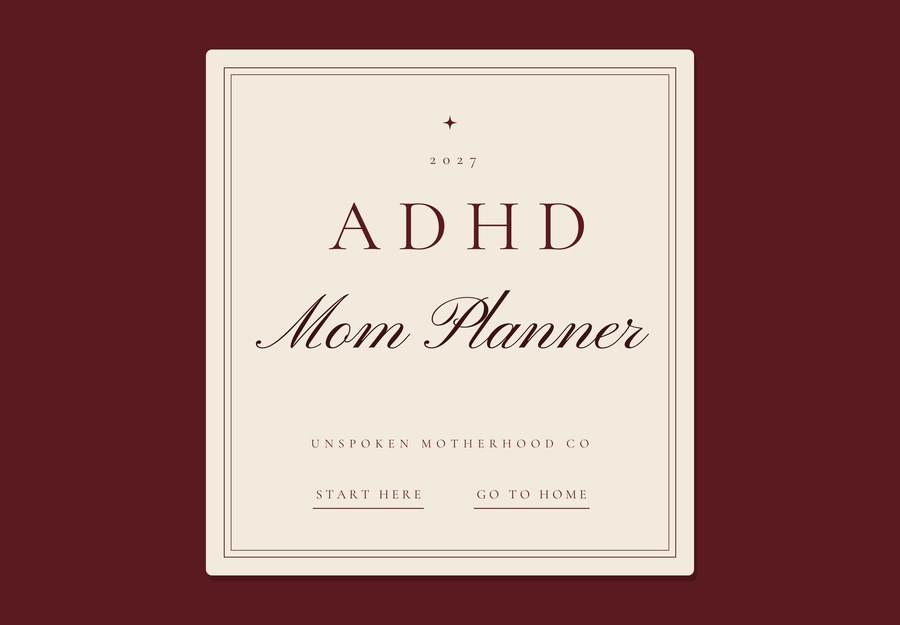 2027
ADHD
Mom Planner
UNSPOKEN MOTHERHOOD CO
START HERE GO TO HOME